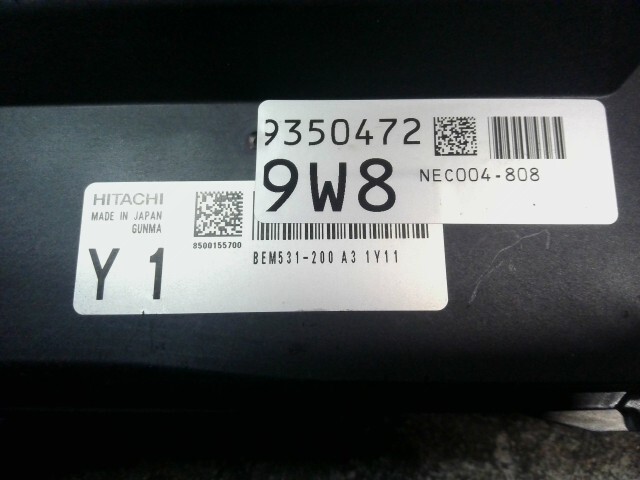 9350472
9W8
NEC004-808
HITACHI
MADE IN JAPAN
GUNMA
8500155700
Y 1
BEM531-200 A3 1Y11